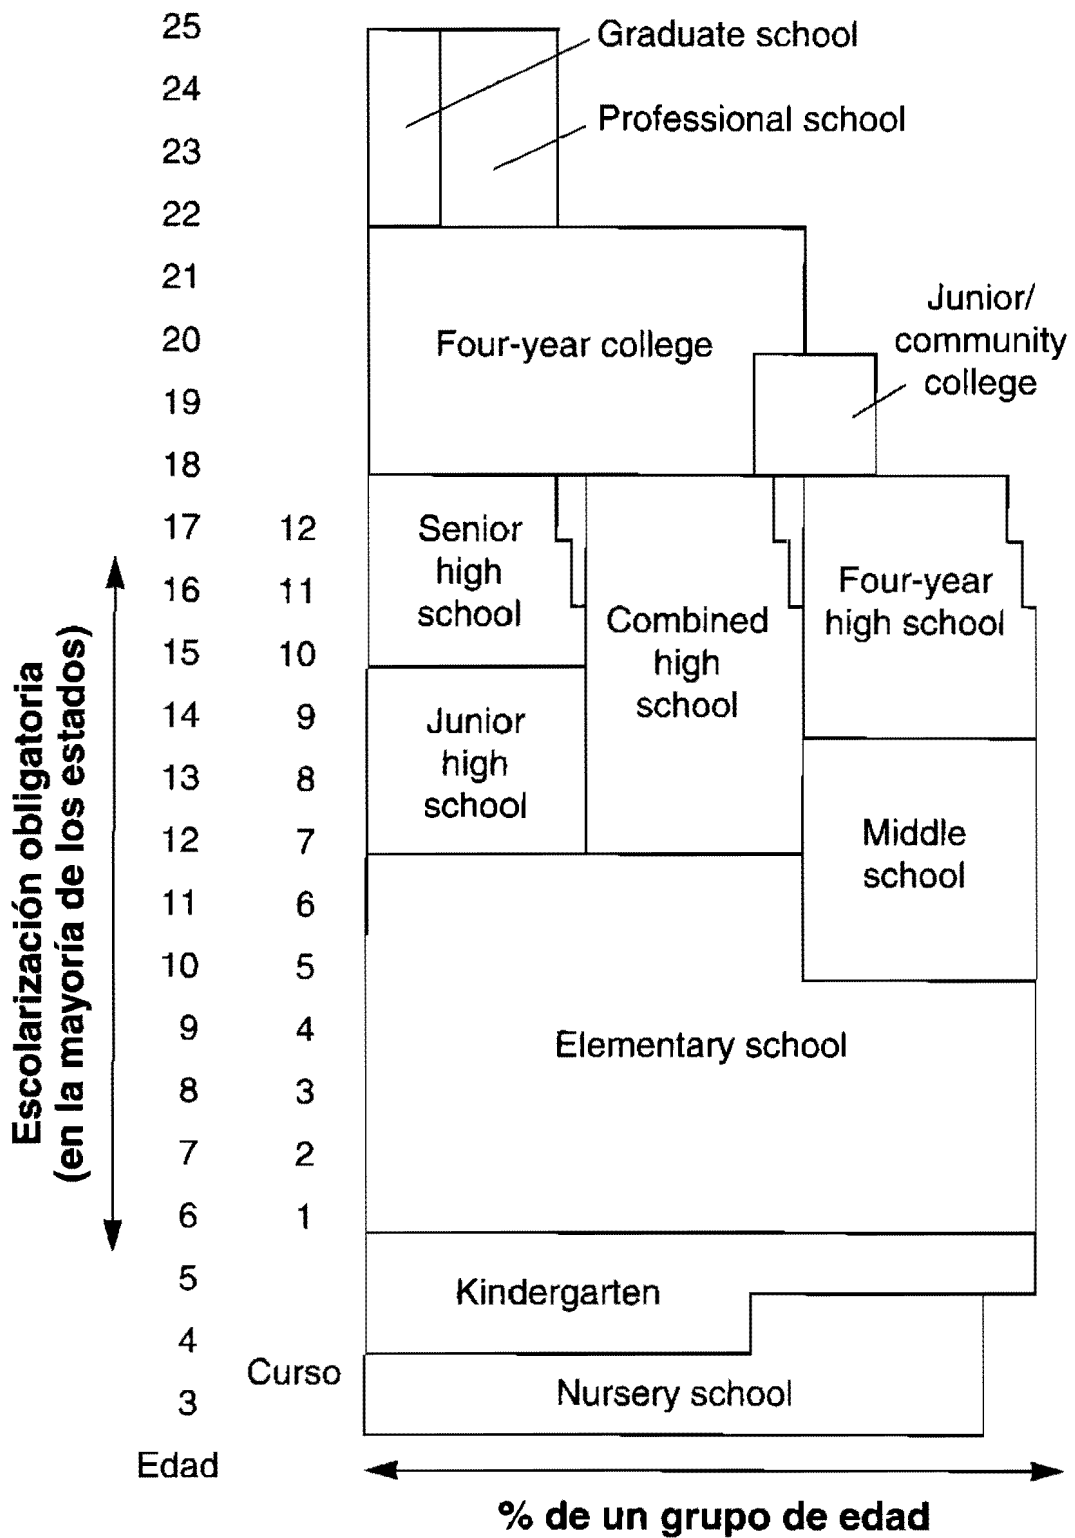 25
Graduate school
24
Professional school
23
22
21
Junior/
community
college
20
Four-year college
19
18
17 12
Senior
high
school
16 11
Four-year
high school
Combined
high
school
15 10
14 9
Junior
high
school
13 8
12 7
Middle
school
11 6
10 5
9 4
Elementary school
8 3
7 2
6 1
5
Kindergarten
4
Curso
3
Nursery school
Edad
% de un grupo de edad
Escolarización obligatoria
(en la mayoría de los estados)